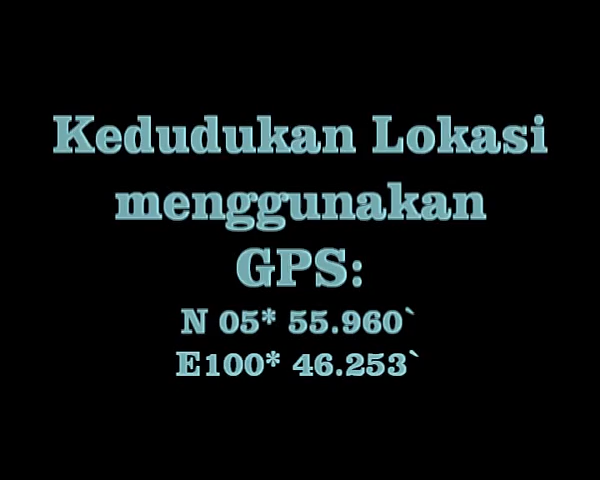 Kedudukan Lokasi
menggunakan
GPS:
N 05* 55.960`
E100* 46.253`